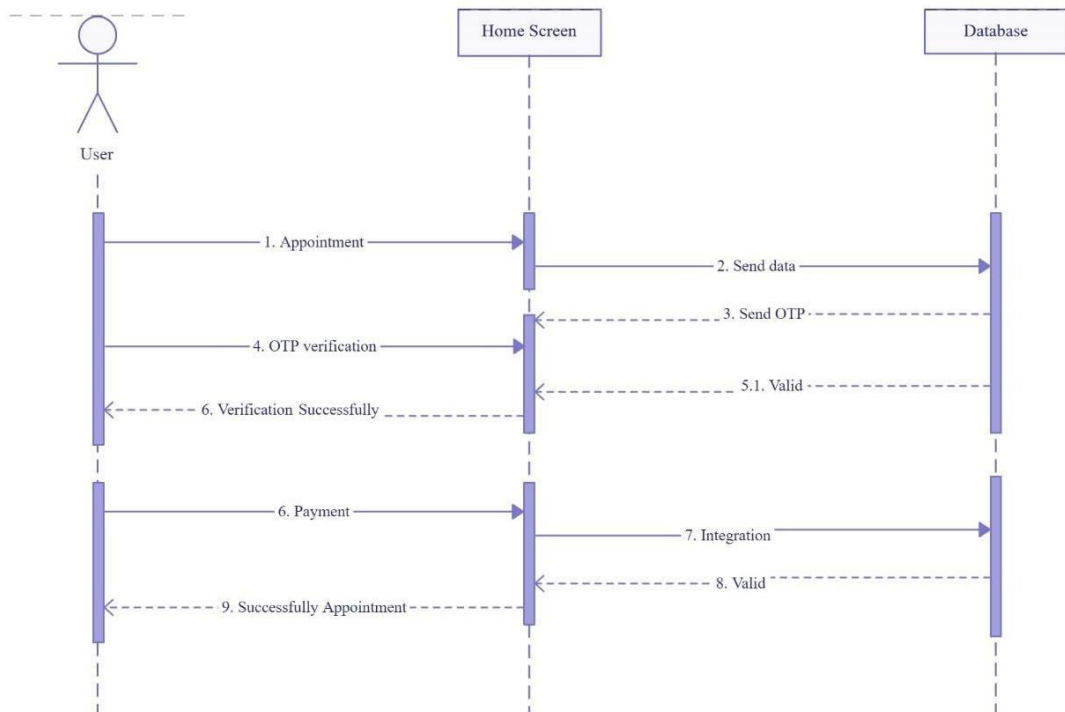 Home Screen
Database
User
1. Appointment
2. Send data
3. Send OTP
4. OTP verification
5.1. Valid
6. Verification Successfully
6. Payment
7. Integration
8. Valid
9. Successfully Appointment